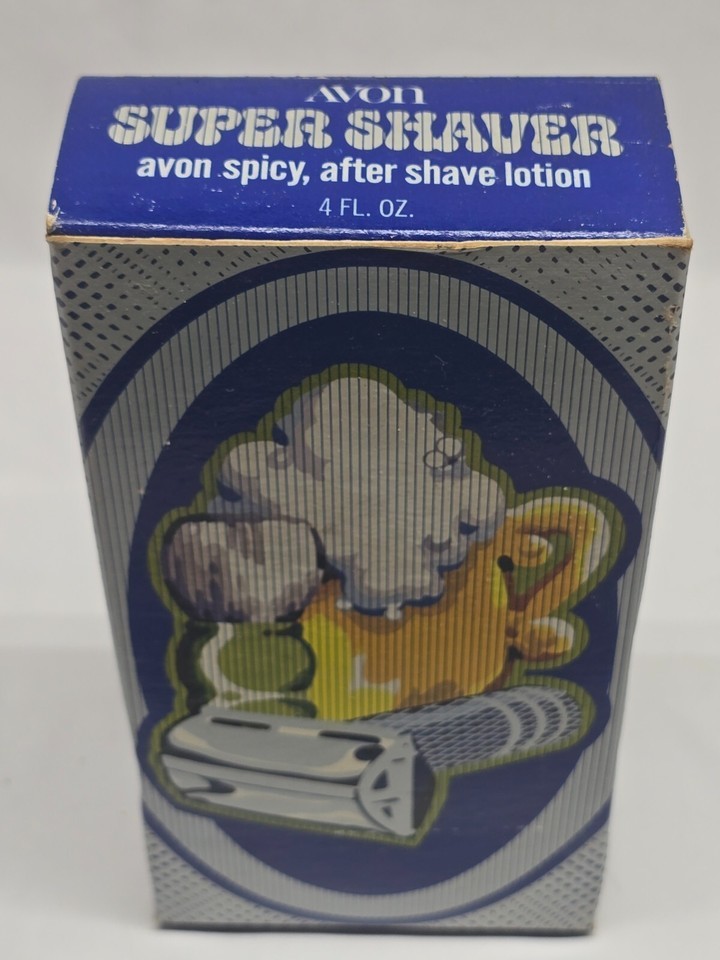 AVON
SUPER SHAVER
avon spicy, after shave lotion
4 FL. OZ.